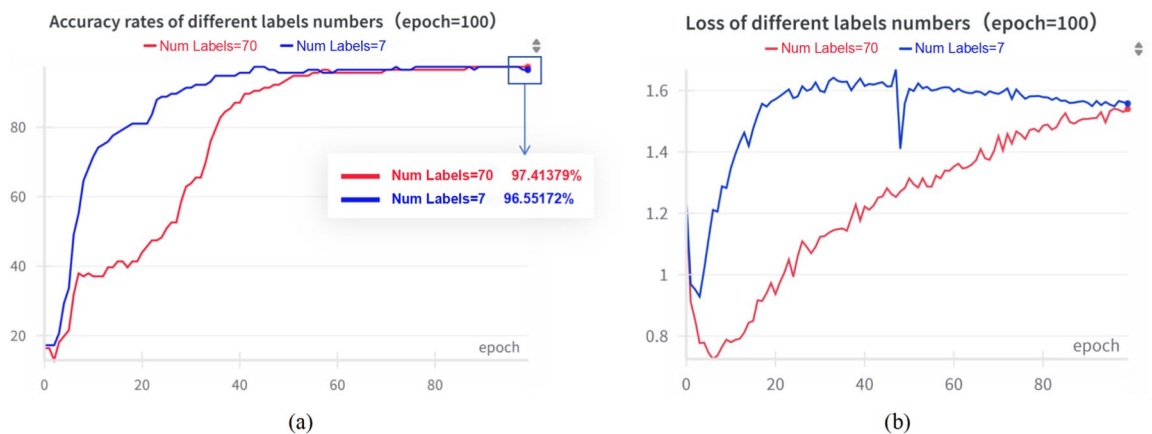 Accuracy rates of different labels numbers（epoch=100）
Num Labels=70 Num Labels=7
80
60
40
20
0 20 40 60 80
epoch
Num Labels=70 97.41379%
Num Labels=7 96.55172%
(a)
Loss of different labels numbers（epoch=100）
Num Labels=70 Num Labels=7
1.6
1.4
1.2
1
0.8
0 20 40 60 80
epoch
(b)